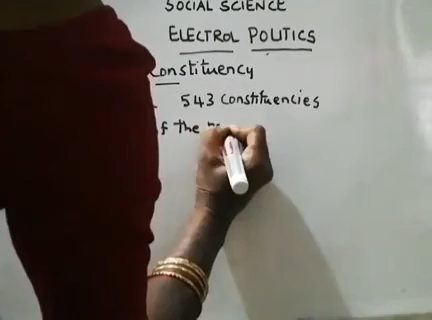 SOCIAL SCIENCE
ELECTROL POLITICS
Constituency
543 constituencies
the